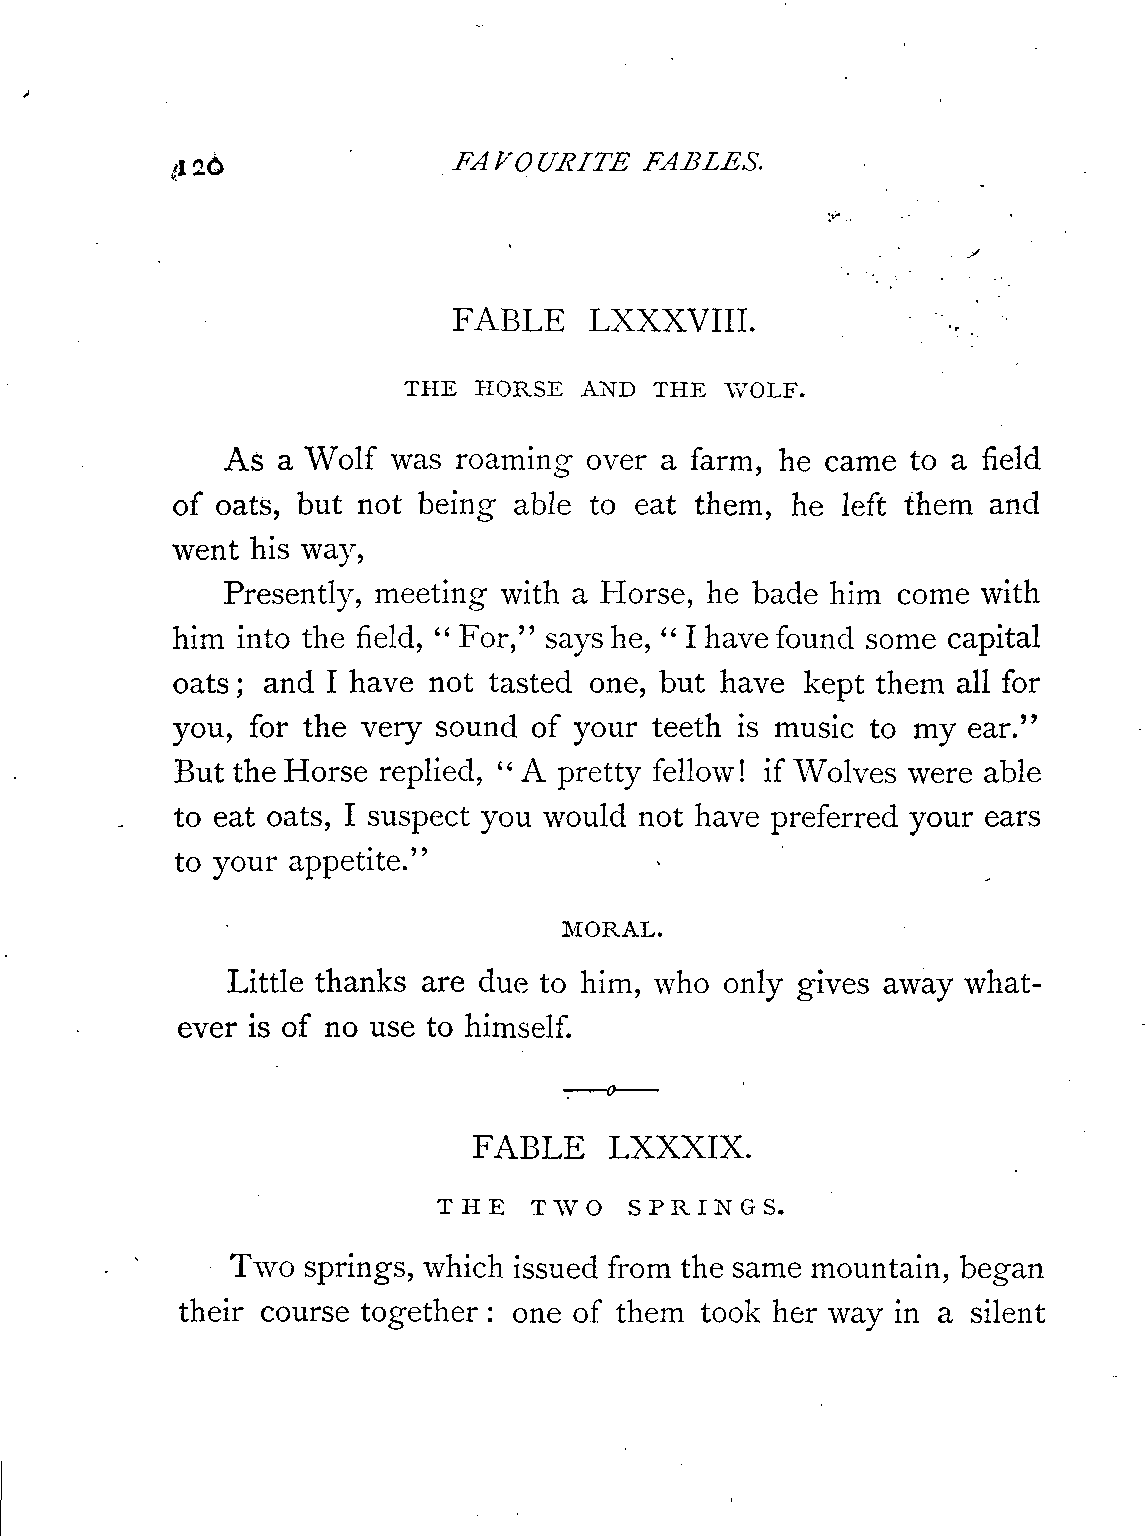 120 FAVOURITE FABLES.
FABLE LXXXVIII.
THE HORSE AND THE WOLF.
As a Wolf was roaming over a farm, he came to a field
of oats, but not being able to eat them, he left them and
went his way,
Presently, meeting with a Horse, he bade him come with
him into the field, “ For,” says he, “ I have found some capital
oats ; and I have not tasted one, but have kept them all for
you, for the very sound of your teeth is music to my ear.”
But the Horse replied, “ A pretty fellow! if Wolves were able
to eat oats, I suspect you would not have preferred your ears
to your appetite.”
MORAL.
Little thanks are due to him, who only gives away what-
ever is of no use to himself.
FABLE LXXXIX.
THE TWO SPRINGS.
Two springs, which issued from the same mountain, began
their course together : one of them took her way in a silent